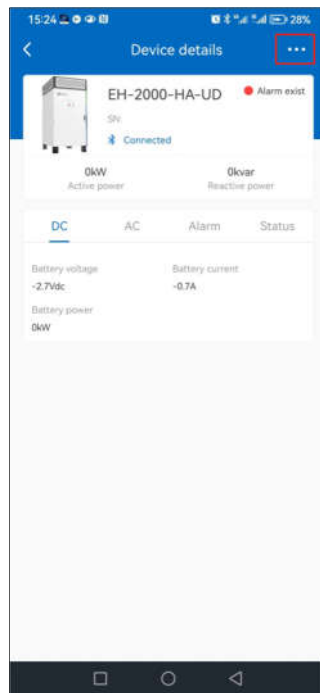 15:24 28%
Device details
EH-2000-HA-UD Alarm exist
SN:
Connected
0kW 0kvar
Active power Reactive power
DC AC Alarm Status
Battery voltage Battery current
-2.7Vdc -0.7A
Battery power
0kW